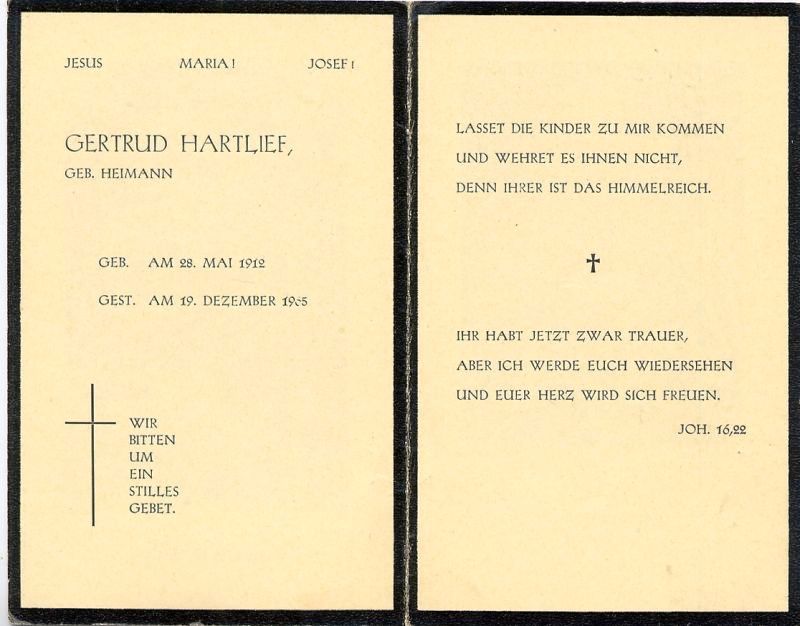 JESUS MARIA! JOSEF!
GERTRUD HARTLIEF,
GEB. HEIMANN
GEB. AM 28. MAI 1912
GEST. AM 19. DEZEMBER
WIR
BITTEN
UM
EIN
STILLES
GEBET.
LASSET DIE KINDER ZU MIR KOMMEN
UND WEHRET ES IHNEN NICHT,
DENN IHRER IST DAS HIMMELREICH.
IHR HABT JETZT ZWAR TRAUER,
ABER ICH WERDE EUCH WIEDERSEHEN
UND EUER HERZ WIRD SICH FREUEN.
JOH. 16,22